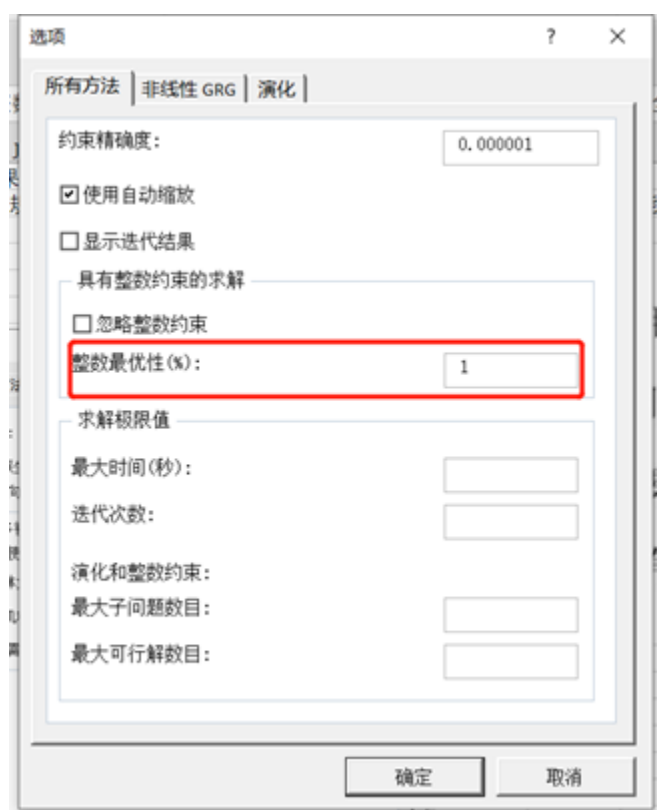 选项
所有方法 非线性 GRG 演化
约束精确度: 0.000001
使用自动缩放
显示迭代结果
具有整数约束的求解
忽略整数约束
整数最优性(%): 1
求解极限值
最大时间(秒):
迭代次数:
演化和整数约束:
最大子问题数目:
最大可行解数目:
确定 取消